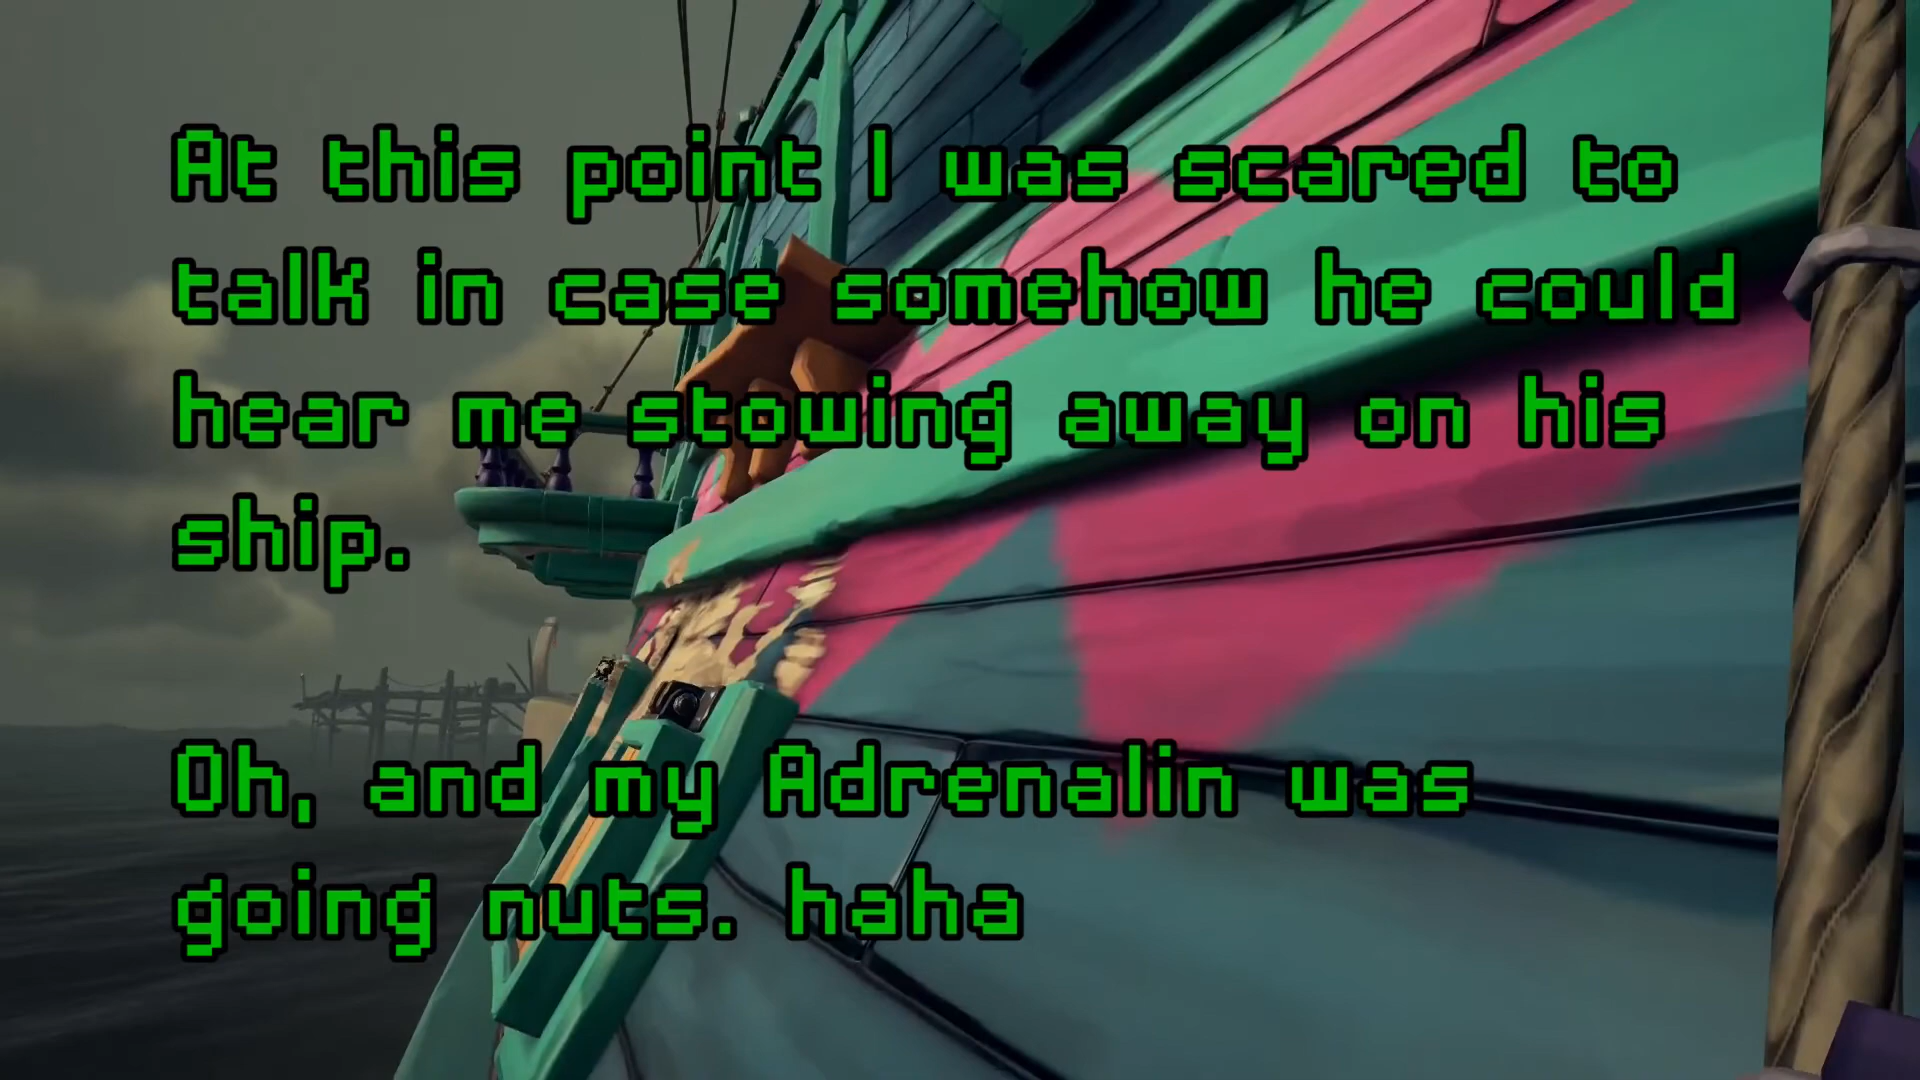 At this point I was scared to
talk in case somehow he could
hear me stowing away on his
ship.
Oh, and my Adrenalin was
going nuts. haha